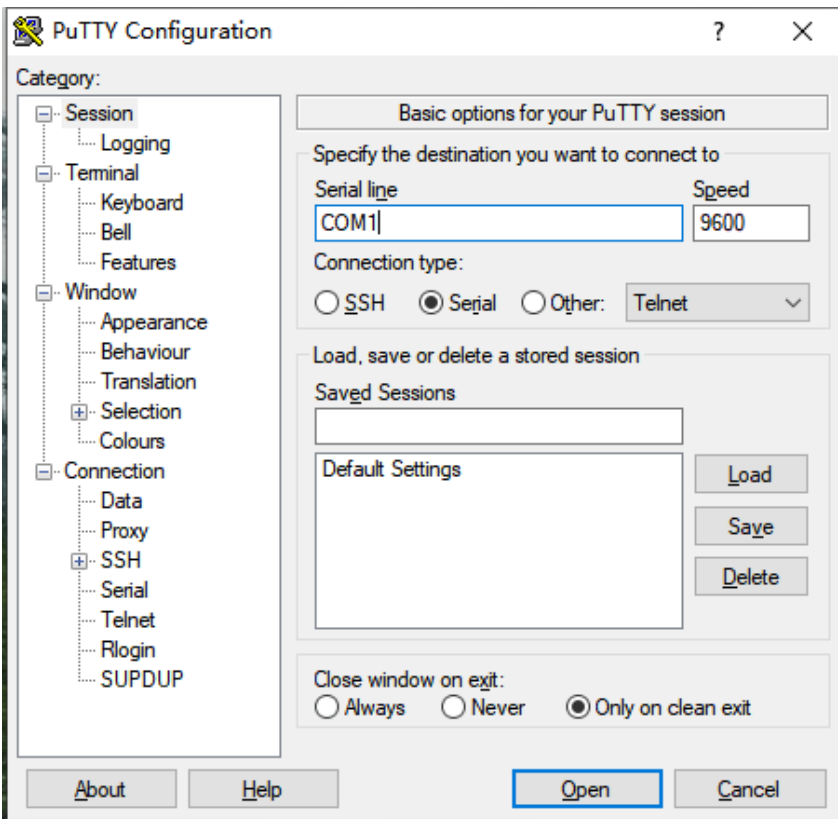 PuTTY Configuration ?
Category:
Session
Logging
Terminal
Keyboard
Bell
Features
Window
Appearance
Behaviour
Translation
Selection
Colours
Connection
Data
Proxy
SSH
Serial
Telnet
Rlogin
SUPDUP
Basic options for your PuTTY session
Specify the destination you want to connect to
Serial line Speed
COM1 9600
Connection type:
SSH Serial Other: Telnet
Load, save or delete a stored session
Saved Sessions
Default Settings
Load
Save
Delete
Close window on exit:
Always Never Only on clean exit
About Help Open Cancel